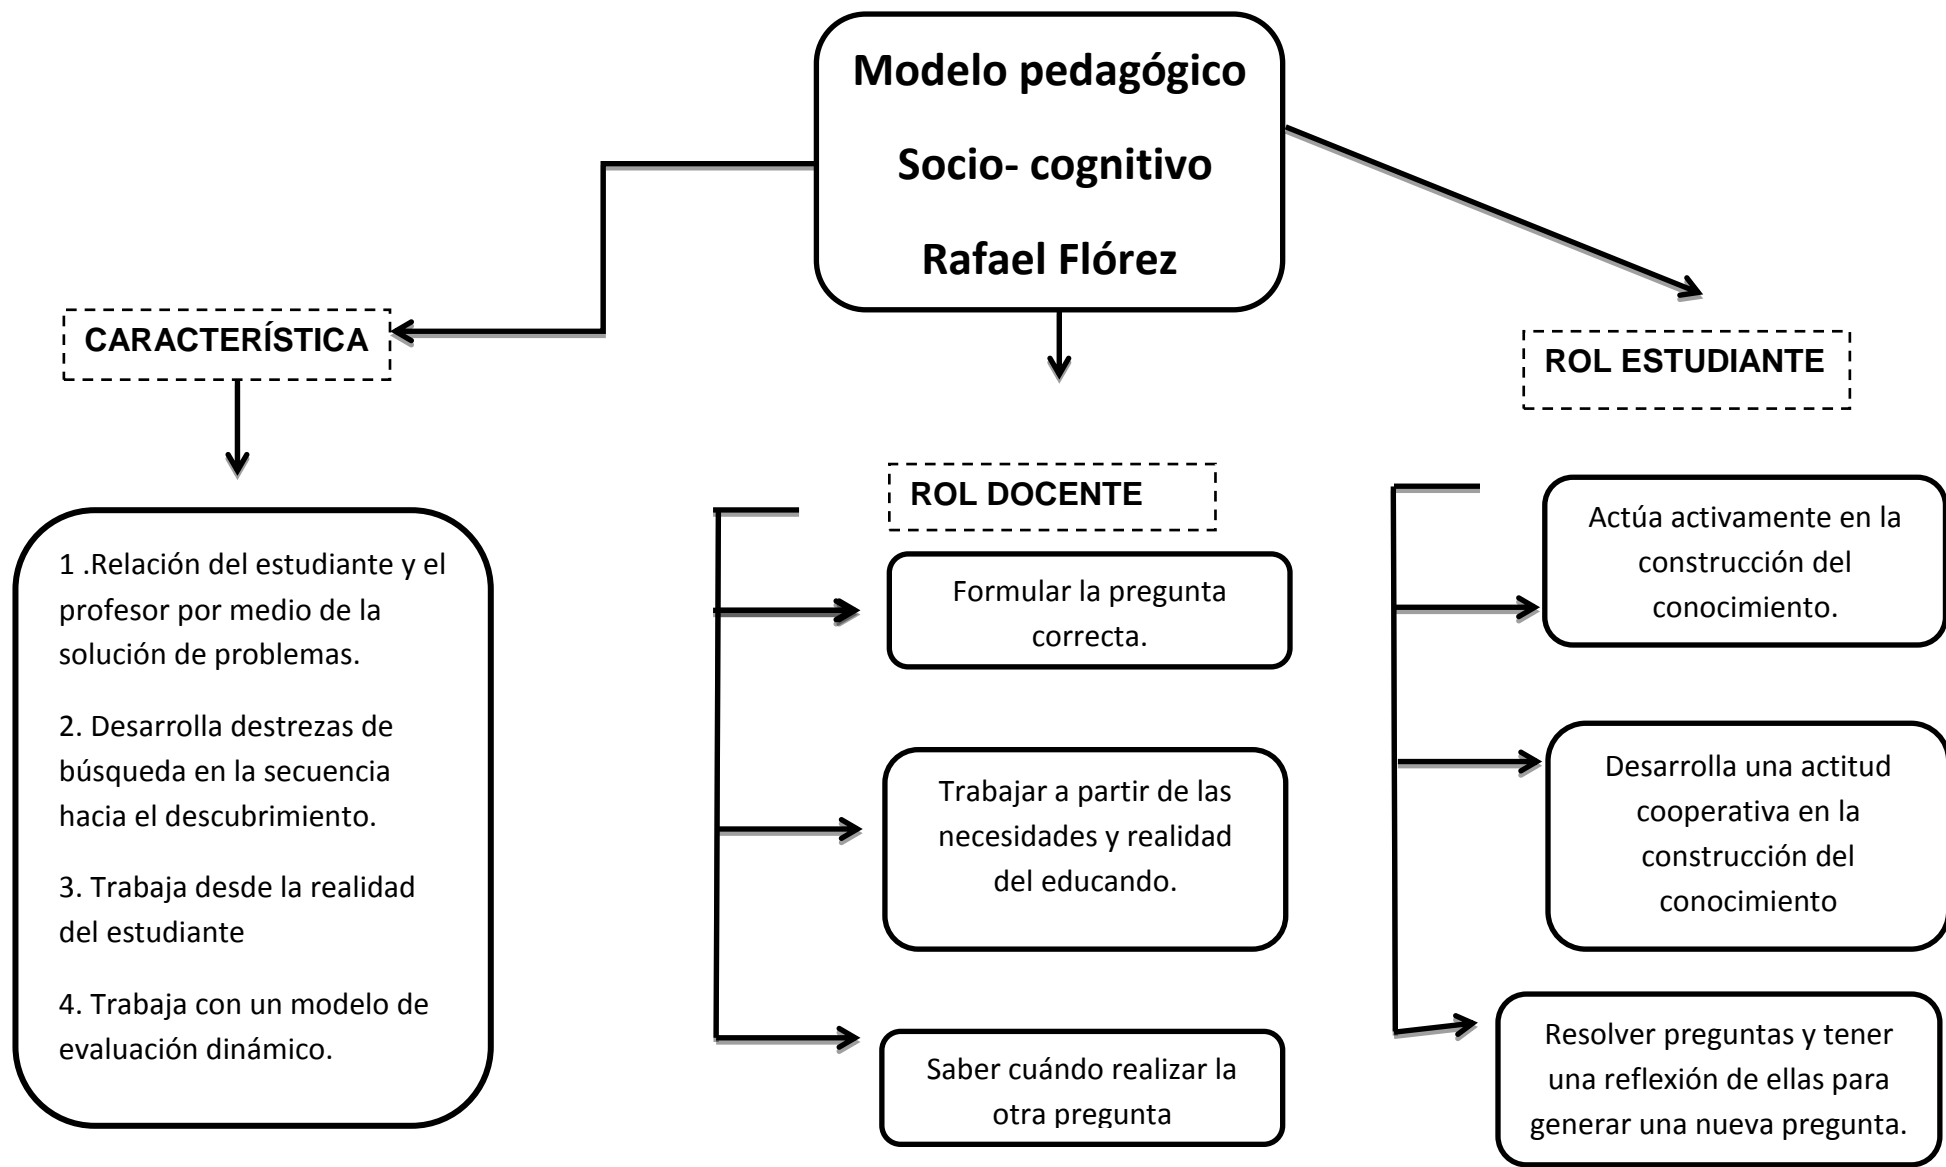 Modelo pedagógico
Socio- cognitivo
Rafael Flórez
CARACTERÍSTICA
1 .Relación del estudiante y el
profesor por medio de la
solución de problemas.
2. Desarrolla destrezas de
búsqueda en la secuencia
hacia el descubrimiento.
3. Trabaja desde la realidad
del estudiante
4. Trabaja con un modelo de
evaluación dinámico.
ROL DOCENTE
Formular la pregunta
correcta.
Trabajar a partir de las
necesidades y realidad
del educando.
Saber cuándo realizar la
otra pregunta
ROL ESTUDIANTE
Actúa activamente en la
construcción del
conocimiento.
Desarrolla una actitud
cooperativa en la
construcción del
conocimiento
Resolver preguntas y tener
una reflexión de ellas para
generar una nueva pregunta.